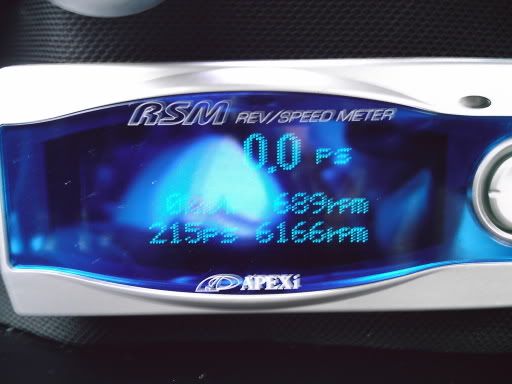 RSM REV/SPEED METER
0.0 PS
689rpm
215ps 6166rpm
APEXi